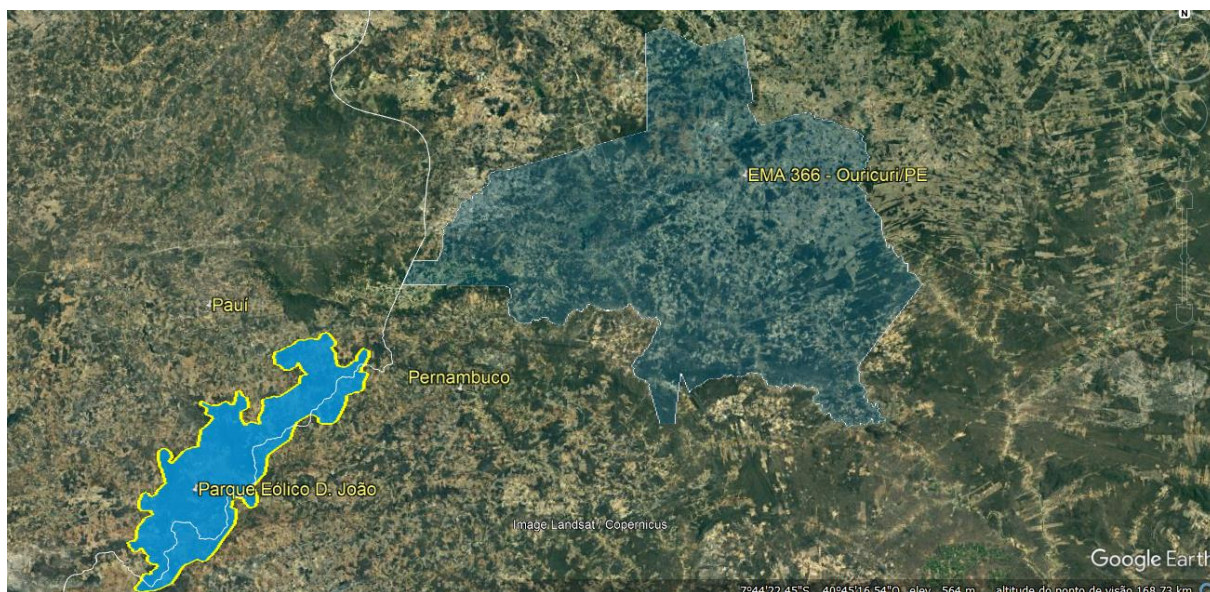 N
EMA 366 - Ouricuri/PE
Pauí
Pernambuco
Parque Eólico D. João
Image Landsat / Copernicus
Google Earth
7°44'22.45"S 40°45'16.54"O elev 564 m altitude do ponto de visão 168.73 km